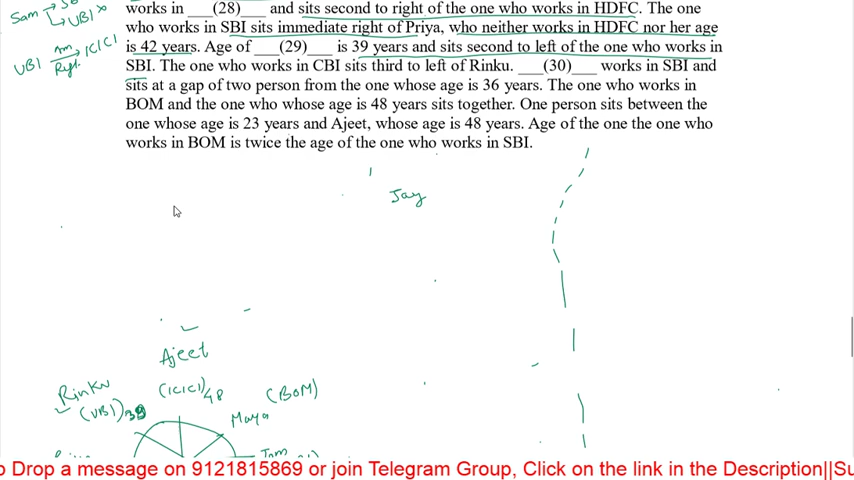 works in ___(28)___ and sits second to right of the one who works in HDFC. The one
who works in SBI sits immediate right of Priya, who neither works in HDFC nor her age
is 42 years. Age of ___(29)___ is 39 years and sits second to left of the one who works in
SBI. The one who works in CBI sits third to left of Rinku. ___(30)___ works in SBI and
sits at a gap of two person from the one whose age is 36 years. The one who works in
BOM and the one who whose age is 48 years sits together. One person sits between the
one whose age is 23 years and Ajeet, whose age is 48 years. Age of the one the one who
works in BOM is twice the age of the one who works in SBI.
Sam
UBI x
UBI ICICI
Jay
Ajeet
Rinku (ICICI) 48 (BOM)
(UBI) 39 Maya
o Drop a message on 9121815869 or join Telegram Group, Click on the link in the Description||Su